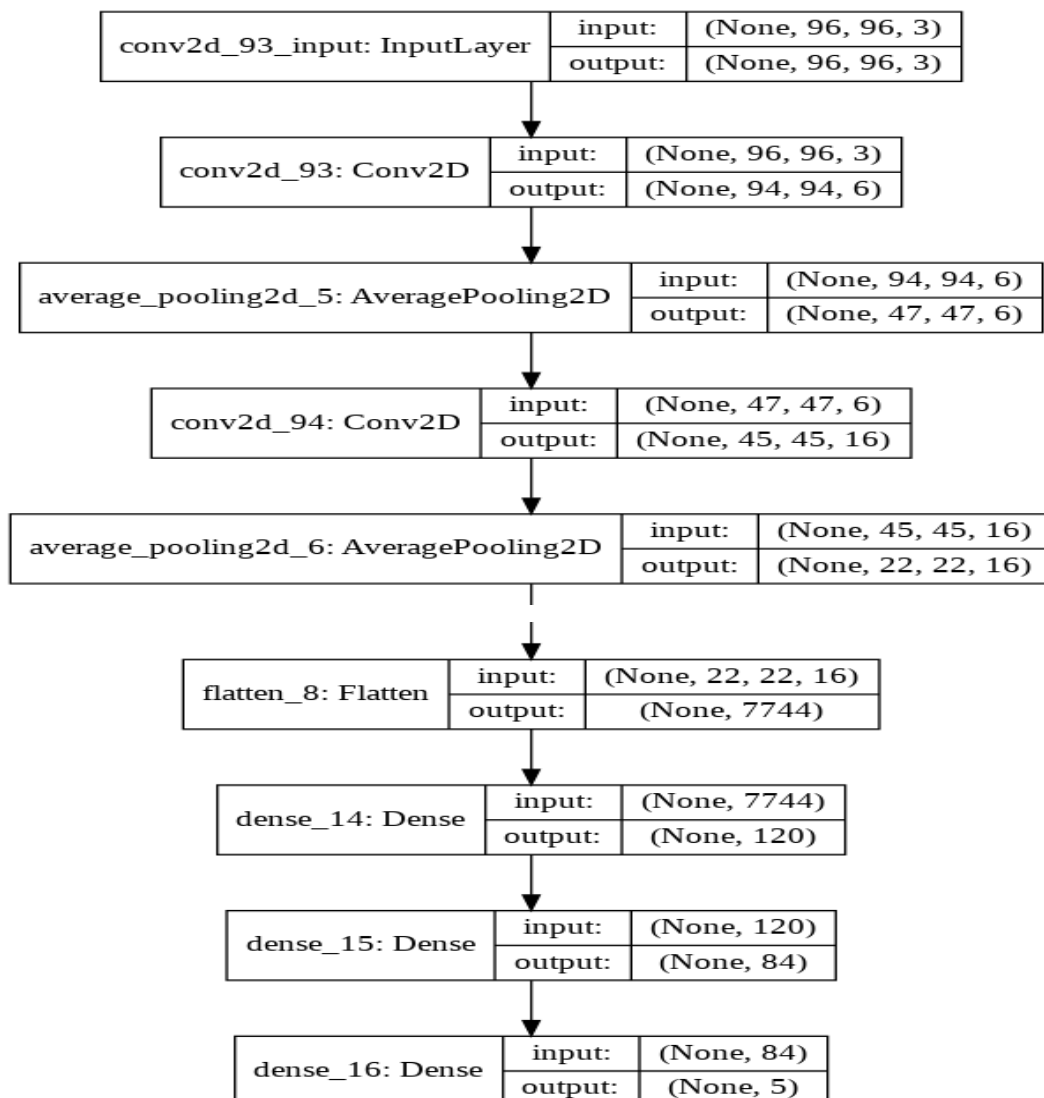 conv2d_93_input: InputLayer input: (None, 96, 96, 3)
output: (None, 96, 96, 3)
conv2d_93: Conv2D input: (None, 96, 96, 3)
output: (None, 94, 94, 6)
average_pooling2d_5: AveragePooling2D input: (None, 94, 94, 6)
output: (None, 47, 47, 6)
conv2d_94: Conv2D input: (None, 47, 47, 6)
output: (None, 45, 45, 16)
average_pooling2d_6: AveragePooling2D input: (None, 45, 45, 16)
output: (None, 22, 22, 16)
flatten_8: Flatten input: (None, 22, 22, 16)
output: (None, 7744)
dense_14: Dense input: (None, 7744)
output: (None, 120)
dense_15: Dense input: (None, 120)
output: (None, 84)
dense_16: Dense input: (None, 84)
output: (None, 5)